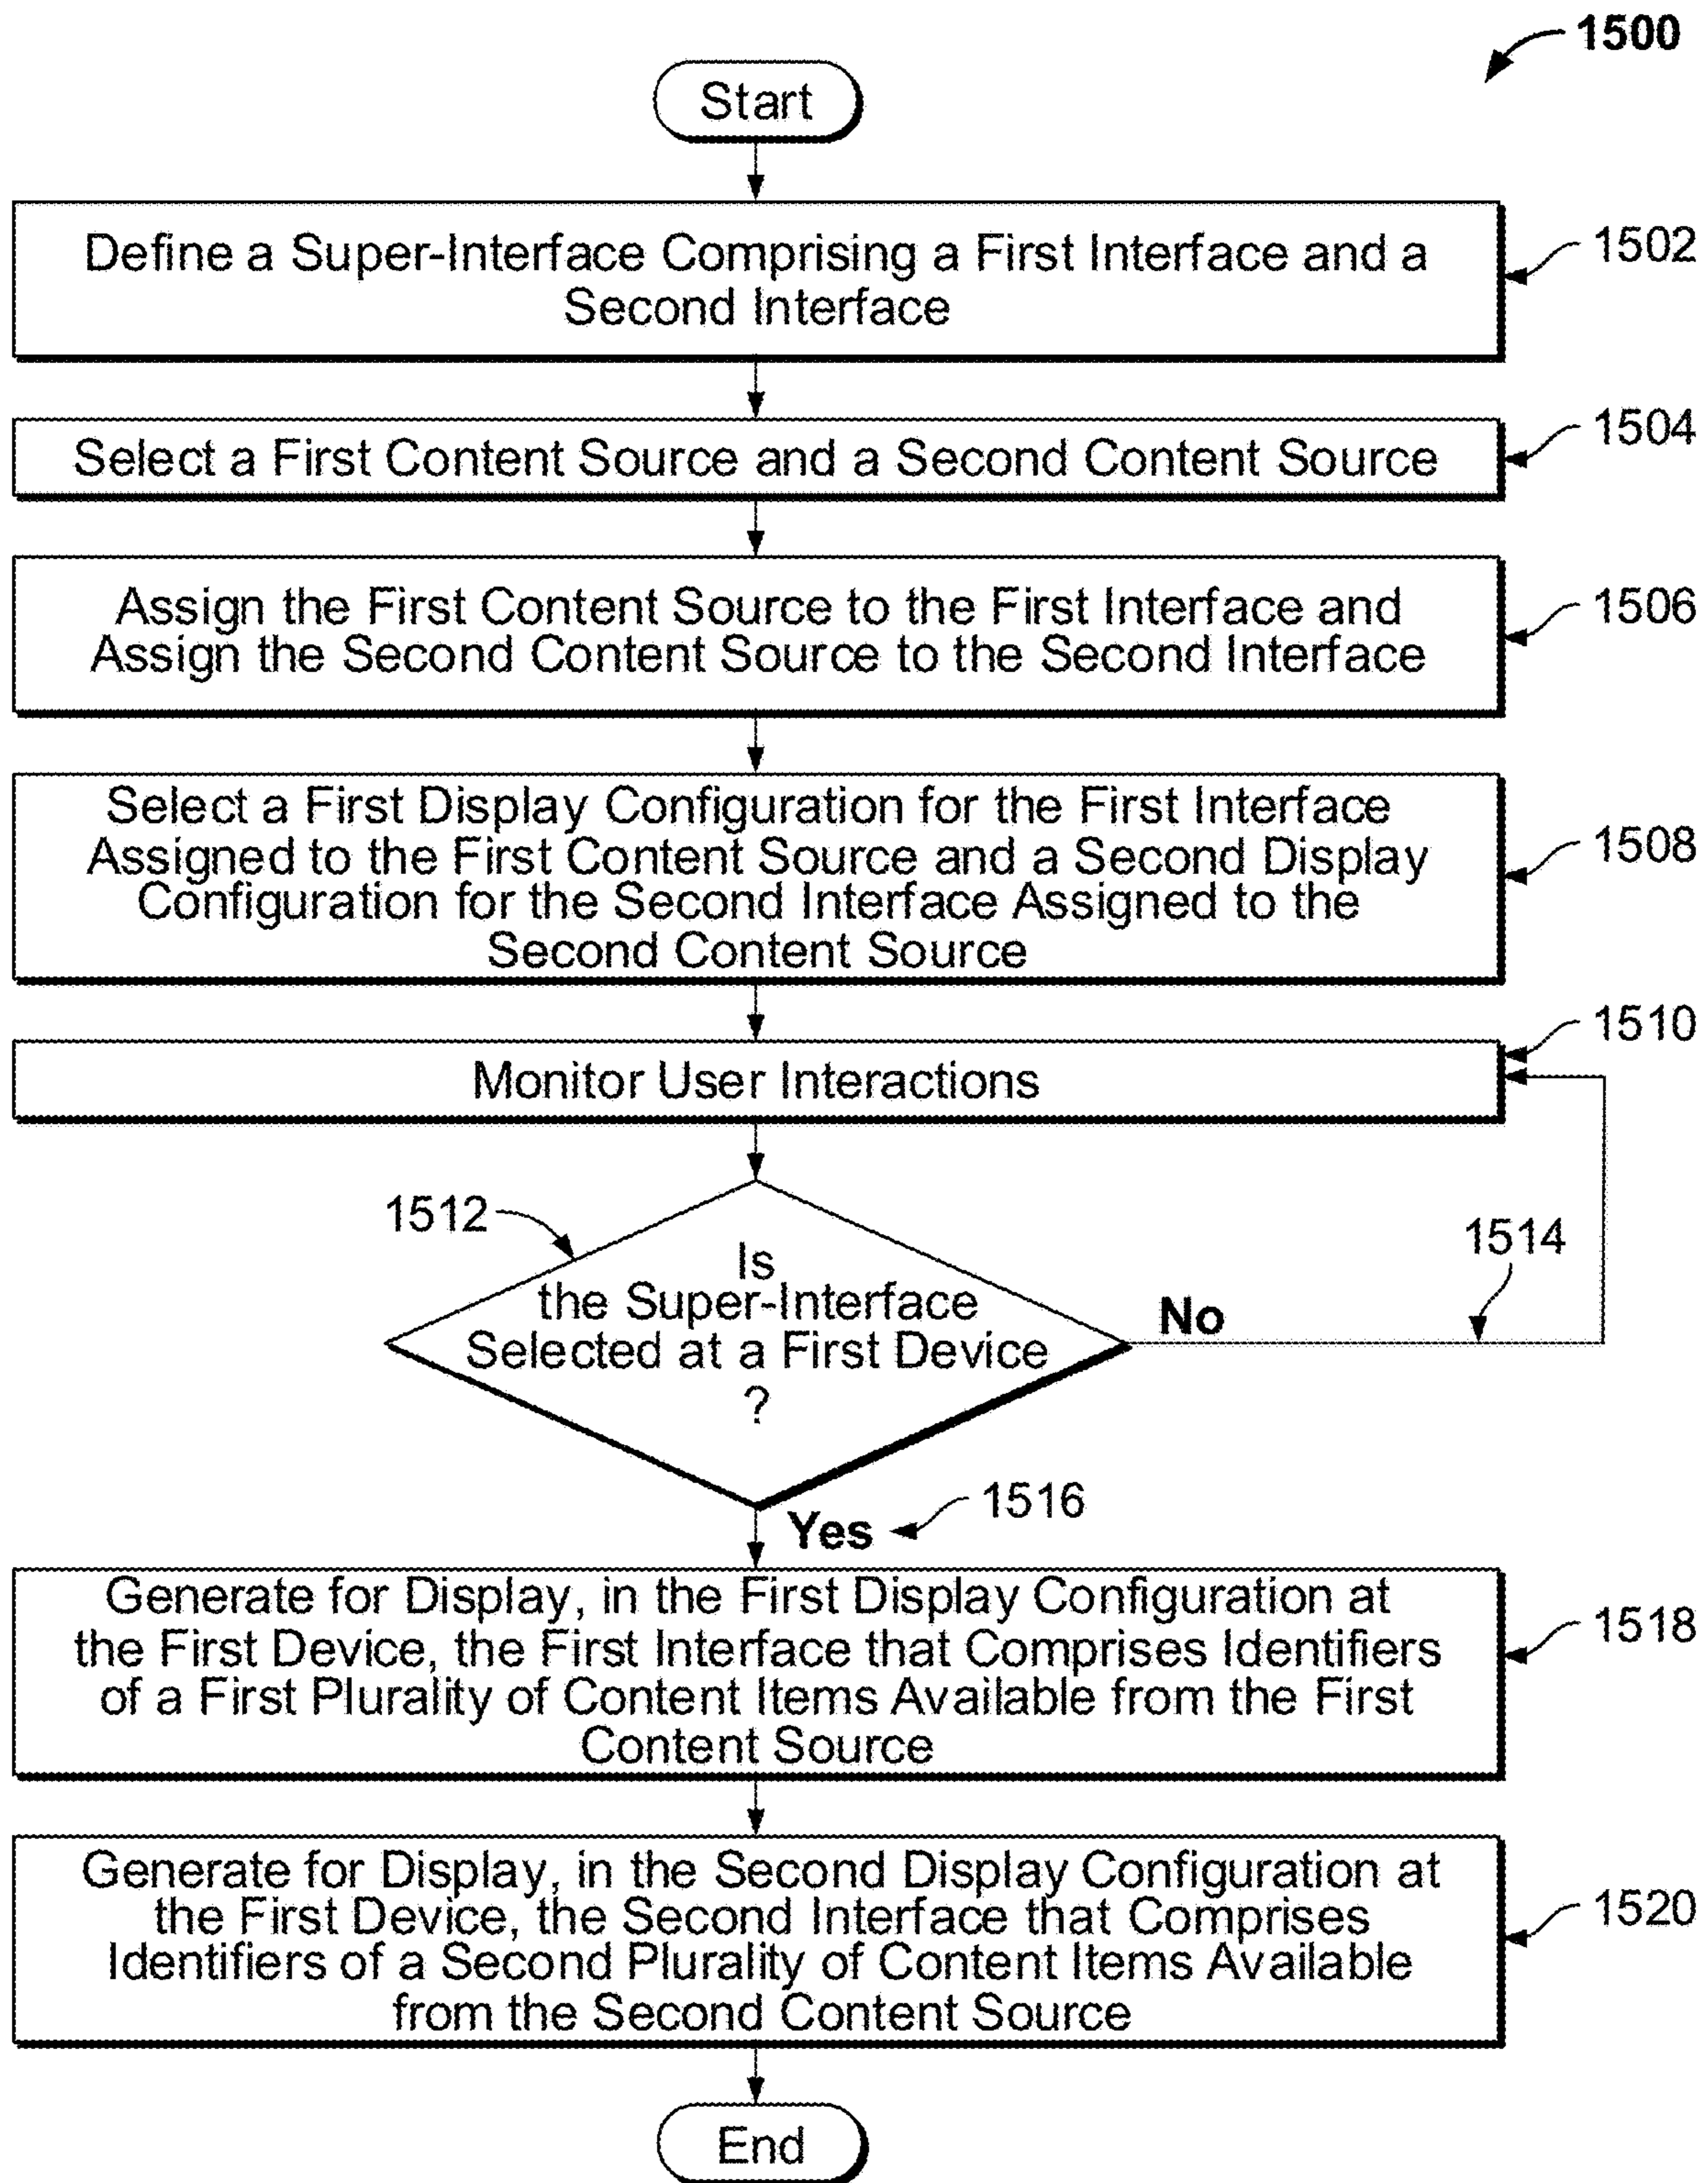 1500
Start
Define a Super-Interface Comprising a First Interface and a
Second Interface
1502
Select a First Content Source and a Second Content Source
1504
Assign the First Content Source to the First Interface and
Assign the Second Content Source to the Second Interface
1506
Select a First Display Configuration for the First Interface
Assigned to the First Content Source and a Second Display
Configuration for the Second Interface Assigned to the
Second Content Source
1508
Monitor User Interactions
1510
1512
Is
the Super-Interface
Selected at a First Device
?
No
1514
Yes
1516
Generate for Display, in the First Display Configuration at
the First Device, the First Interface that Comprises Identifiers
of a First Plurality of Content Items Available from the First
Content Source
1518
Generate for Display, in the Second Display Configuration at
the First Device, the Second Interface that Comprises
Identifiers of a Second Plurality of Content Items Available
from the Second Content Source
1520
End